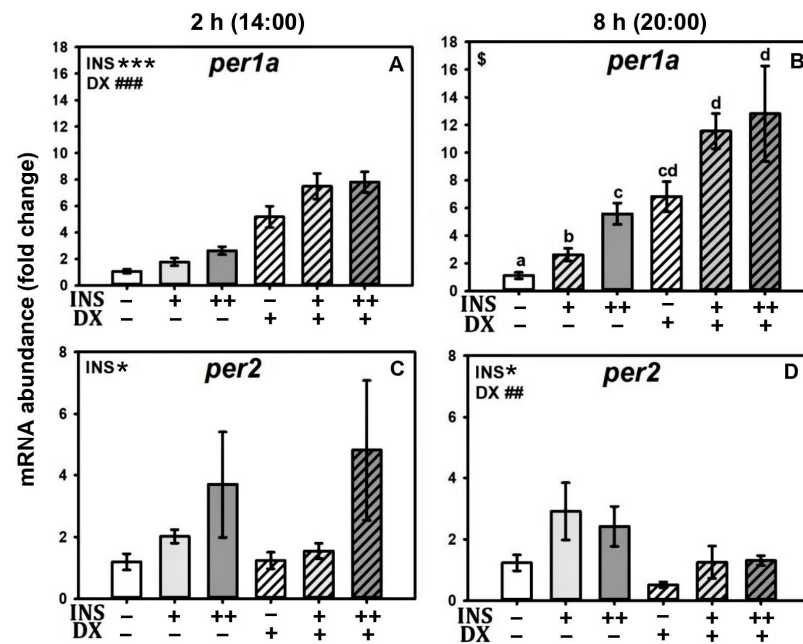 2 h (14:00)
8 h (20:00)
mRNA abundance (fold change)
INS ***
DX ###
per1a
A
18
16
14
12
10
8
6
4
2
0
INS − + ++ − + ++
DX − − − + + +
$
per1a
B
18
16
14
12
10
8
6
4
2
0
a
b
c
cd
d
d
INS − + ++ − + ++
DX − − − + + +
INS *
per2
C
8
6
4
2
0
INS − + ++ − + ++
DX − − − + + +
INS *
DX ##
per2
D
8
6
4
2
0
INS − + ++ − + ++
DX − − − + + +